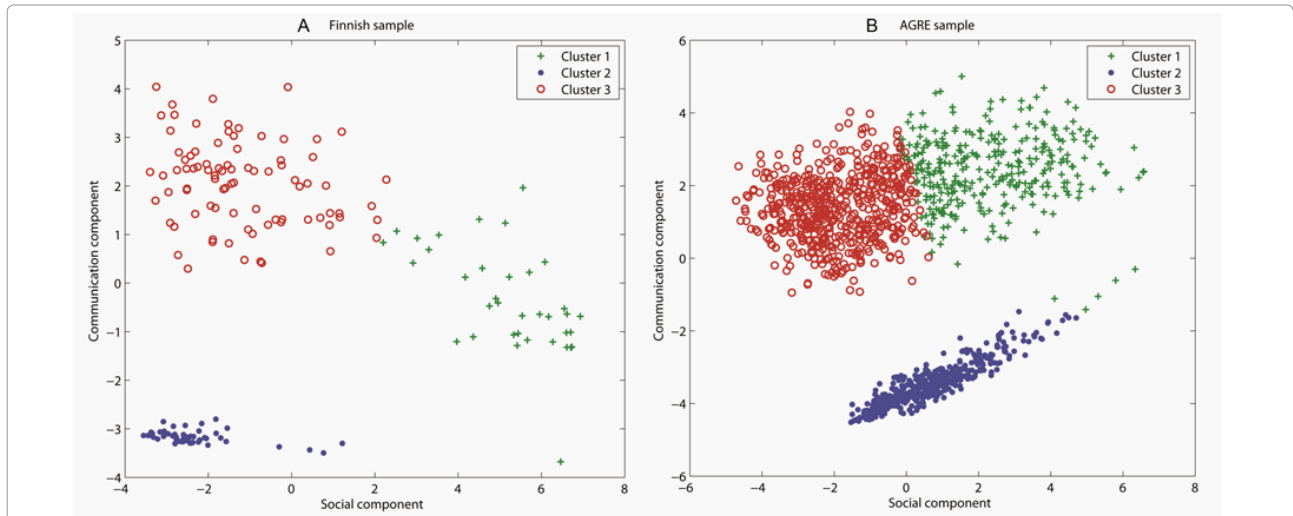 A Finnish sample
Communication component
5
4
3
2
1
0
−1
−2
−3
−4
−4 −2 0 2 4 6 8
Social component
Cluster 1
Cluster 2
Cluster 3
B AGRE sample
Communication component
6
4
2
0
−2
−4
−6
−6 −4 −2 0 2 4 6 8
Social component
Cluster 1
Cluster 2
Cluster 3